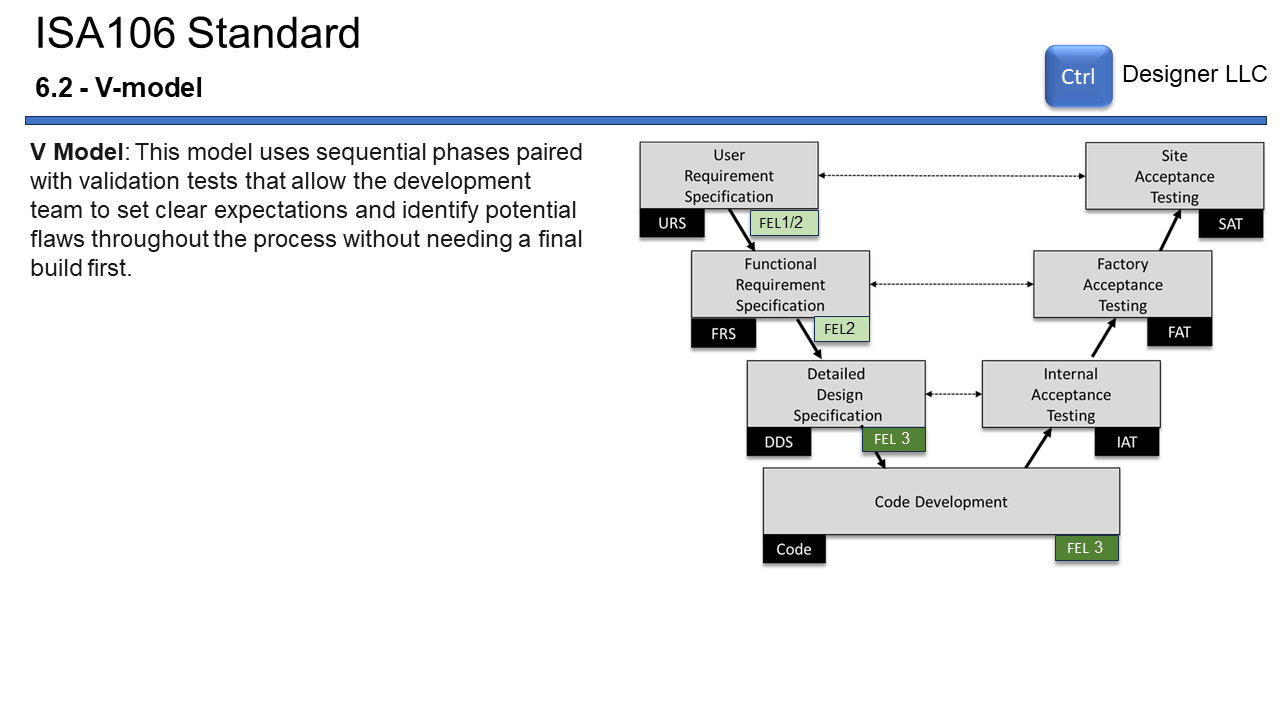 ISA106 Standard
6.2 - V-model
Ctrl
Designer LLC
V Model: This model uses sequential phases paired
with validation tests that allow the development
team to set clear expectations and identify potential
flaws throughout the process without needing a final
build first.
User
Requirement
Specification
URS
FEL1/2
Site
Acceptance
Testing
SAT
Functional
Requirement
Specification
FRS
FEL2
Factory
Acceptance
Testing
FAT
Detailed
Design
Specification
DDS
FEL 3
Internal
Acceptance
Testing
IAT
Code Development
Code
FEL 3